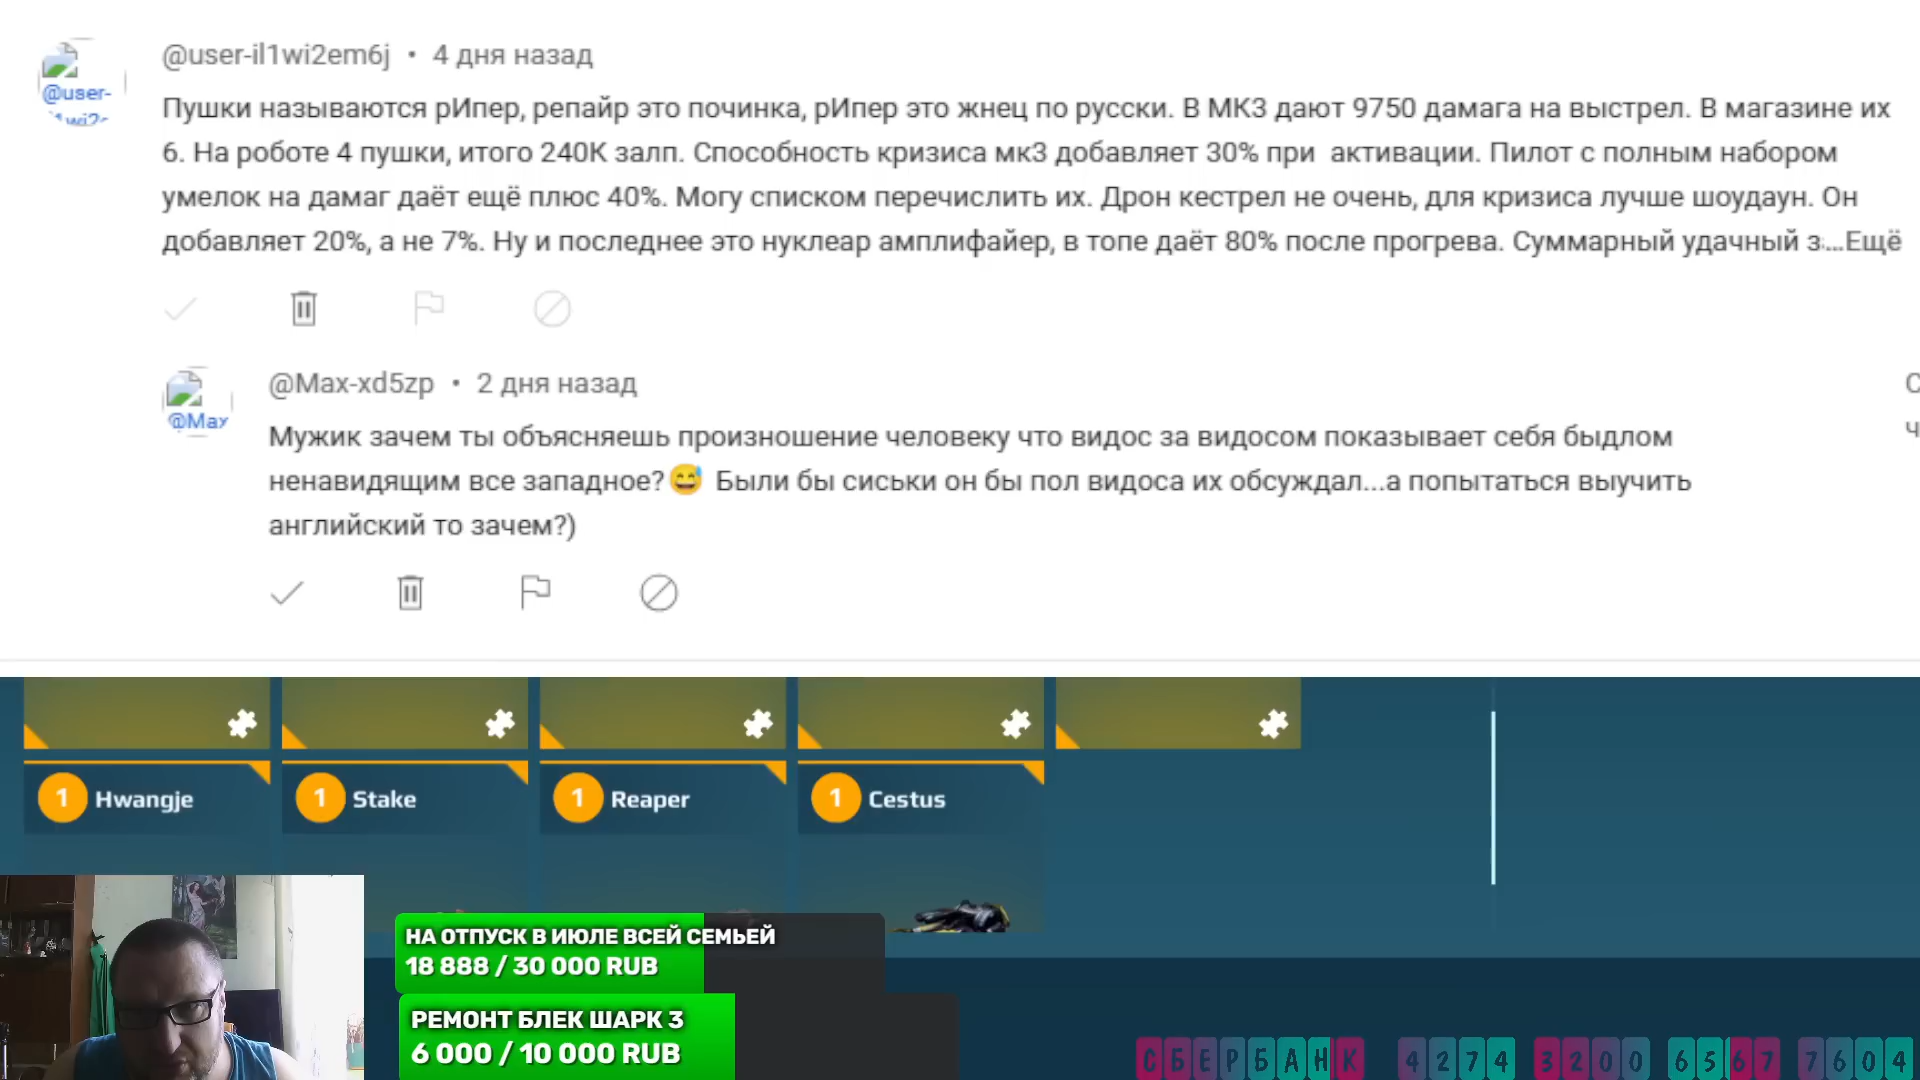 @user-il1wi2em6j • 4 дня назад
@user-
Пушки называются рИпер, репайр это починка, рИпер это жнец по русски. В МК3 дают 9750 дамага на выстрел. В магазине их
6. На роботе 4 пушки, итого 240К залп. Способность кризиса мк3 добавляет 30% при  активации. Пилот с полным набором
умелок на дамаг даёт ещё плюс 40%. Могу списком перечислить их. Дрон кестрел не очень, для кризиса лучше шоудаун. Он
добавляет 20%, а не 7%. Ну и последнее это нуклеар амплифайер, в топе даёт 80% после прогрева. Суммарный удачный з...Ещё
@Max-xd5zp • 2 дня назад
@Max
Мужик зачем ты объясняешь произношение человеку что видос за видосом показывает себя быдлом
ненавидящим все западное?😅 Были бы сиськи он бы пол видоса их обсуждал...а попытаться выучить
английский то зачем?)
1 Hwangje
1 Stake
1 Reaper
1 Cestus
НА ОТПУСК В ИЮЛЕ ВСЕЙ СЕМЬЕЙ
18 888 / 30 000 RUB
РЕМОНТ БЛЕК ШАРК 3
6 000 / 10 000 RUB
СБЕРБАНК 4274 3200 6567 7604